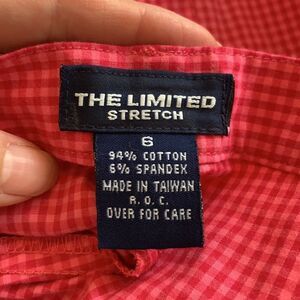 THE LIMITED
STRETCH
6
94% COTTON
6% SPANDEX
MADE IN TAIWAN
R.O.C.
OVER FOR CARE